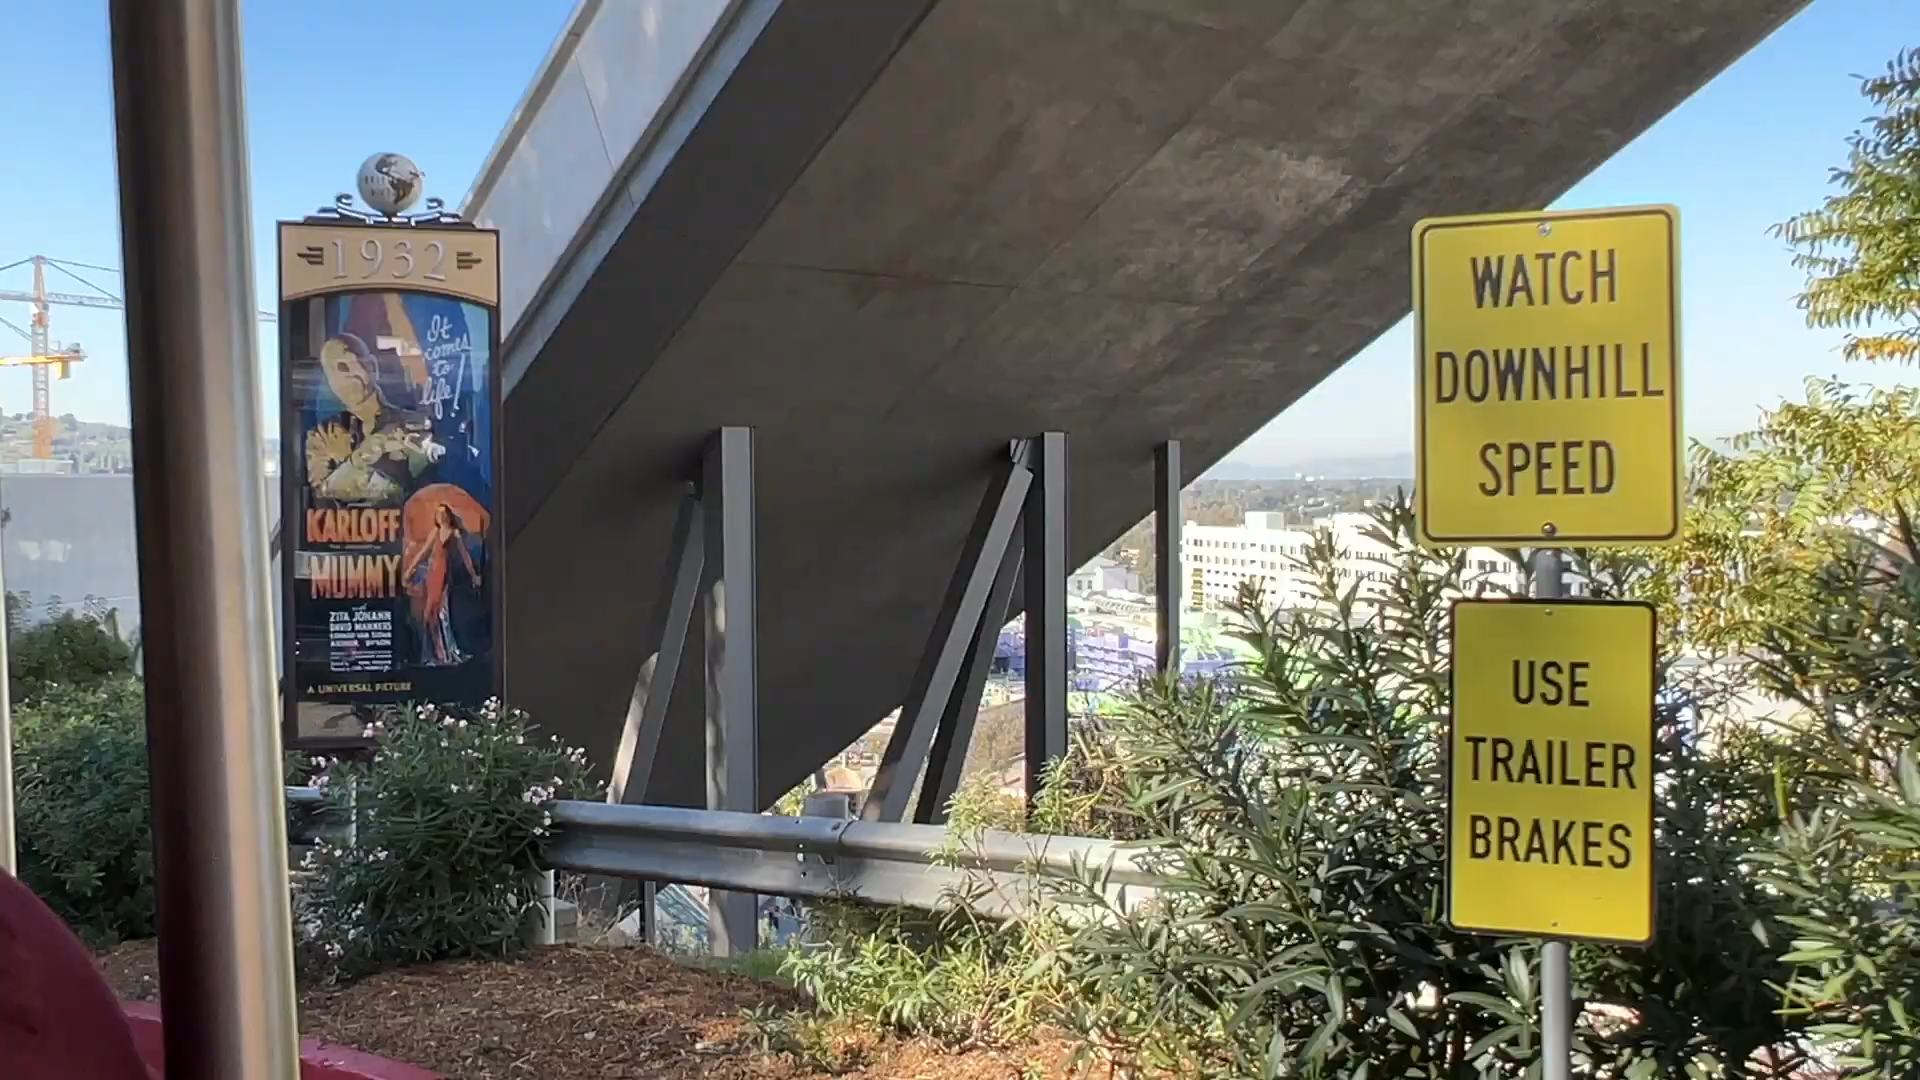 1932
It
comes
to
life!
KARLOFF
MUMMY
with
ZITA JOHANN
DAVID MANNERS
A UNIVERSAL PICTURE
WATCH
DOWNHILL
SPEED
USE
TRAILER
BRAKES